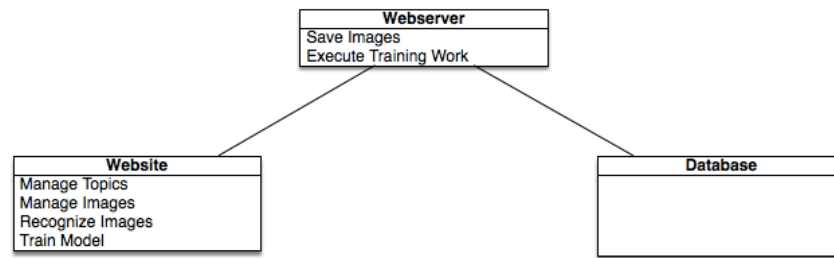 Webserver
Save Images
Execute Training Work
Website
Manage Topics
Manage Images
Recognize Images
Train Model
Database